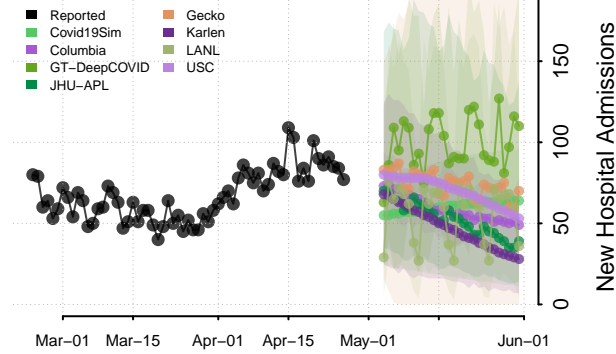 Reported
Covid19Sim
Columbia
GT−DeepCOVID
JHU−APL
Gecko
Karlen
LANL
USC
150
100
50
0
New Hospital Admissions
Mar−01 Mar−15 Apr−01 Apr−15 May−01 Jun−01